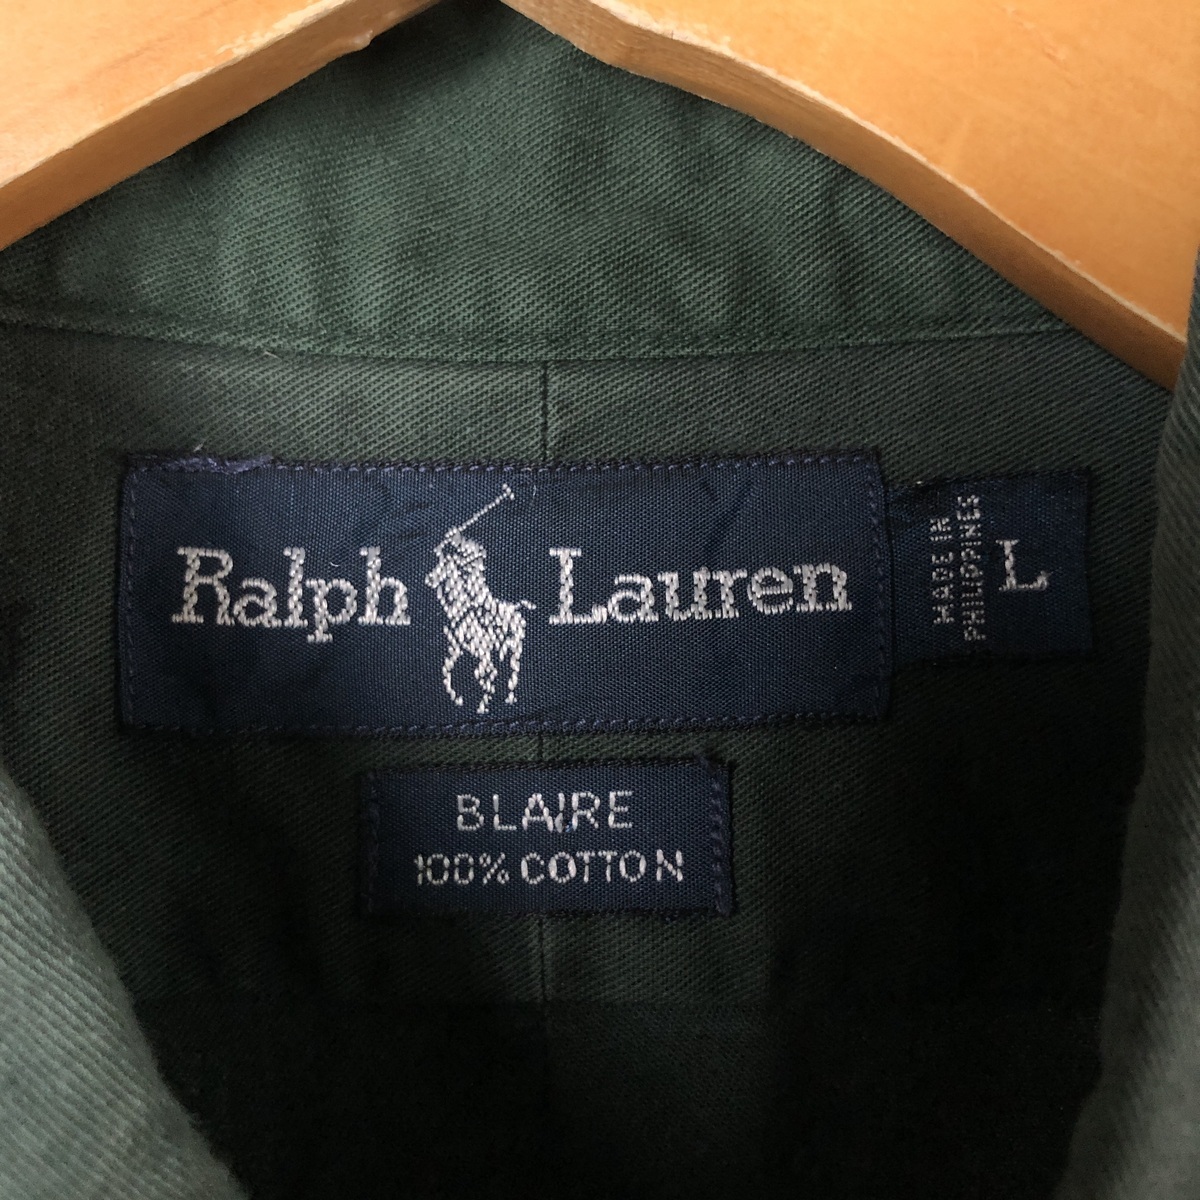 Ralph Lauren
MADE IN
PHILIPPINES
L
BLAIRE
100% COTTON